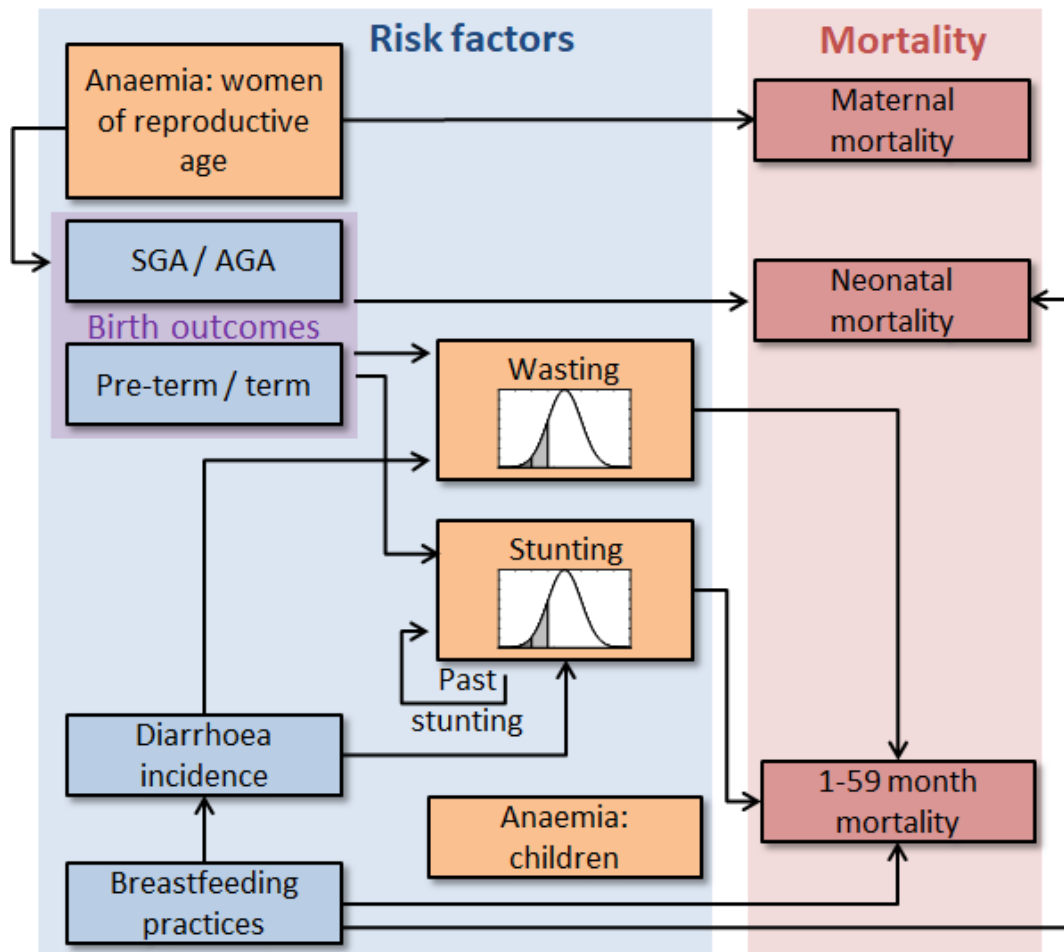 Risk factors
Mortality
Anaemia: women
of reproductive
age
Maternal
mortality
SGA / AGA
Neonatal
mortality
Birth outcomes
Pre-term / term
Wasting
Stunting
Past
stunting
Diarrhoea
incidence
1-59 month
mortality
Anaemia:
children
Breastfeeding
practices